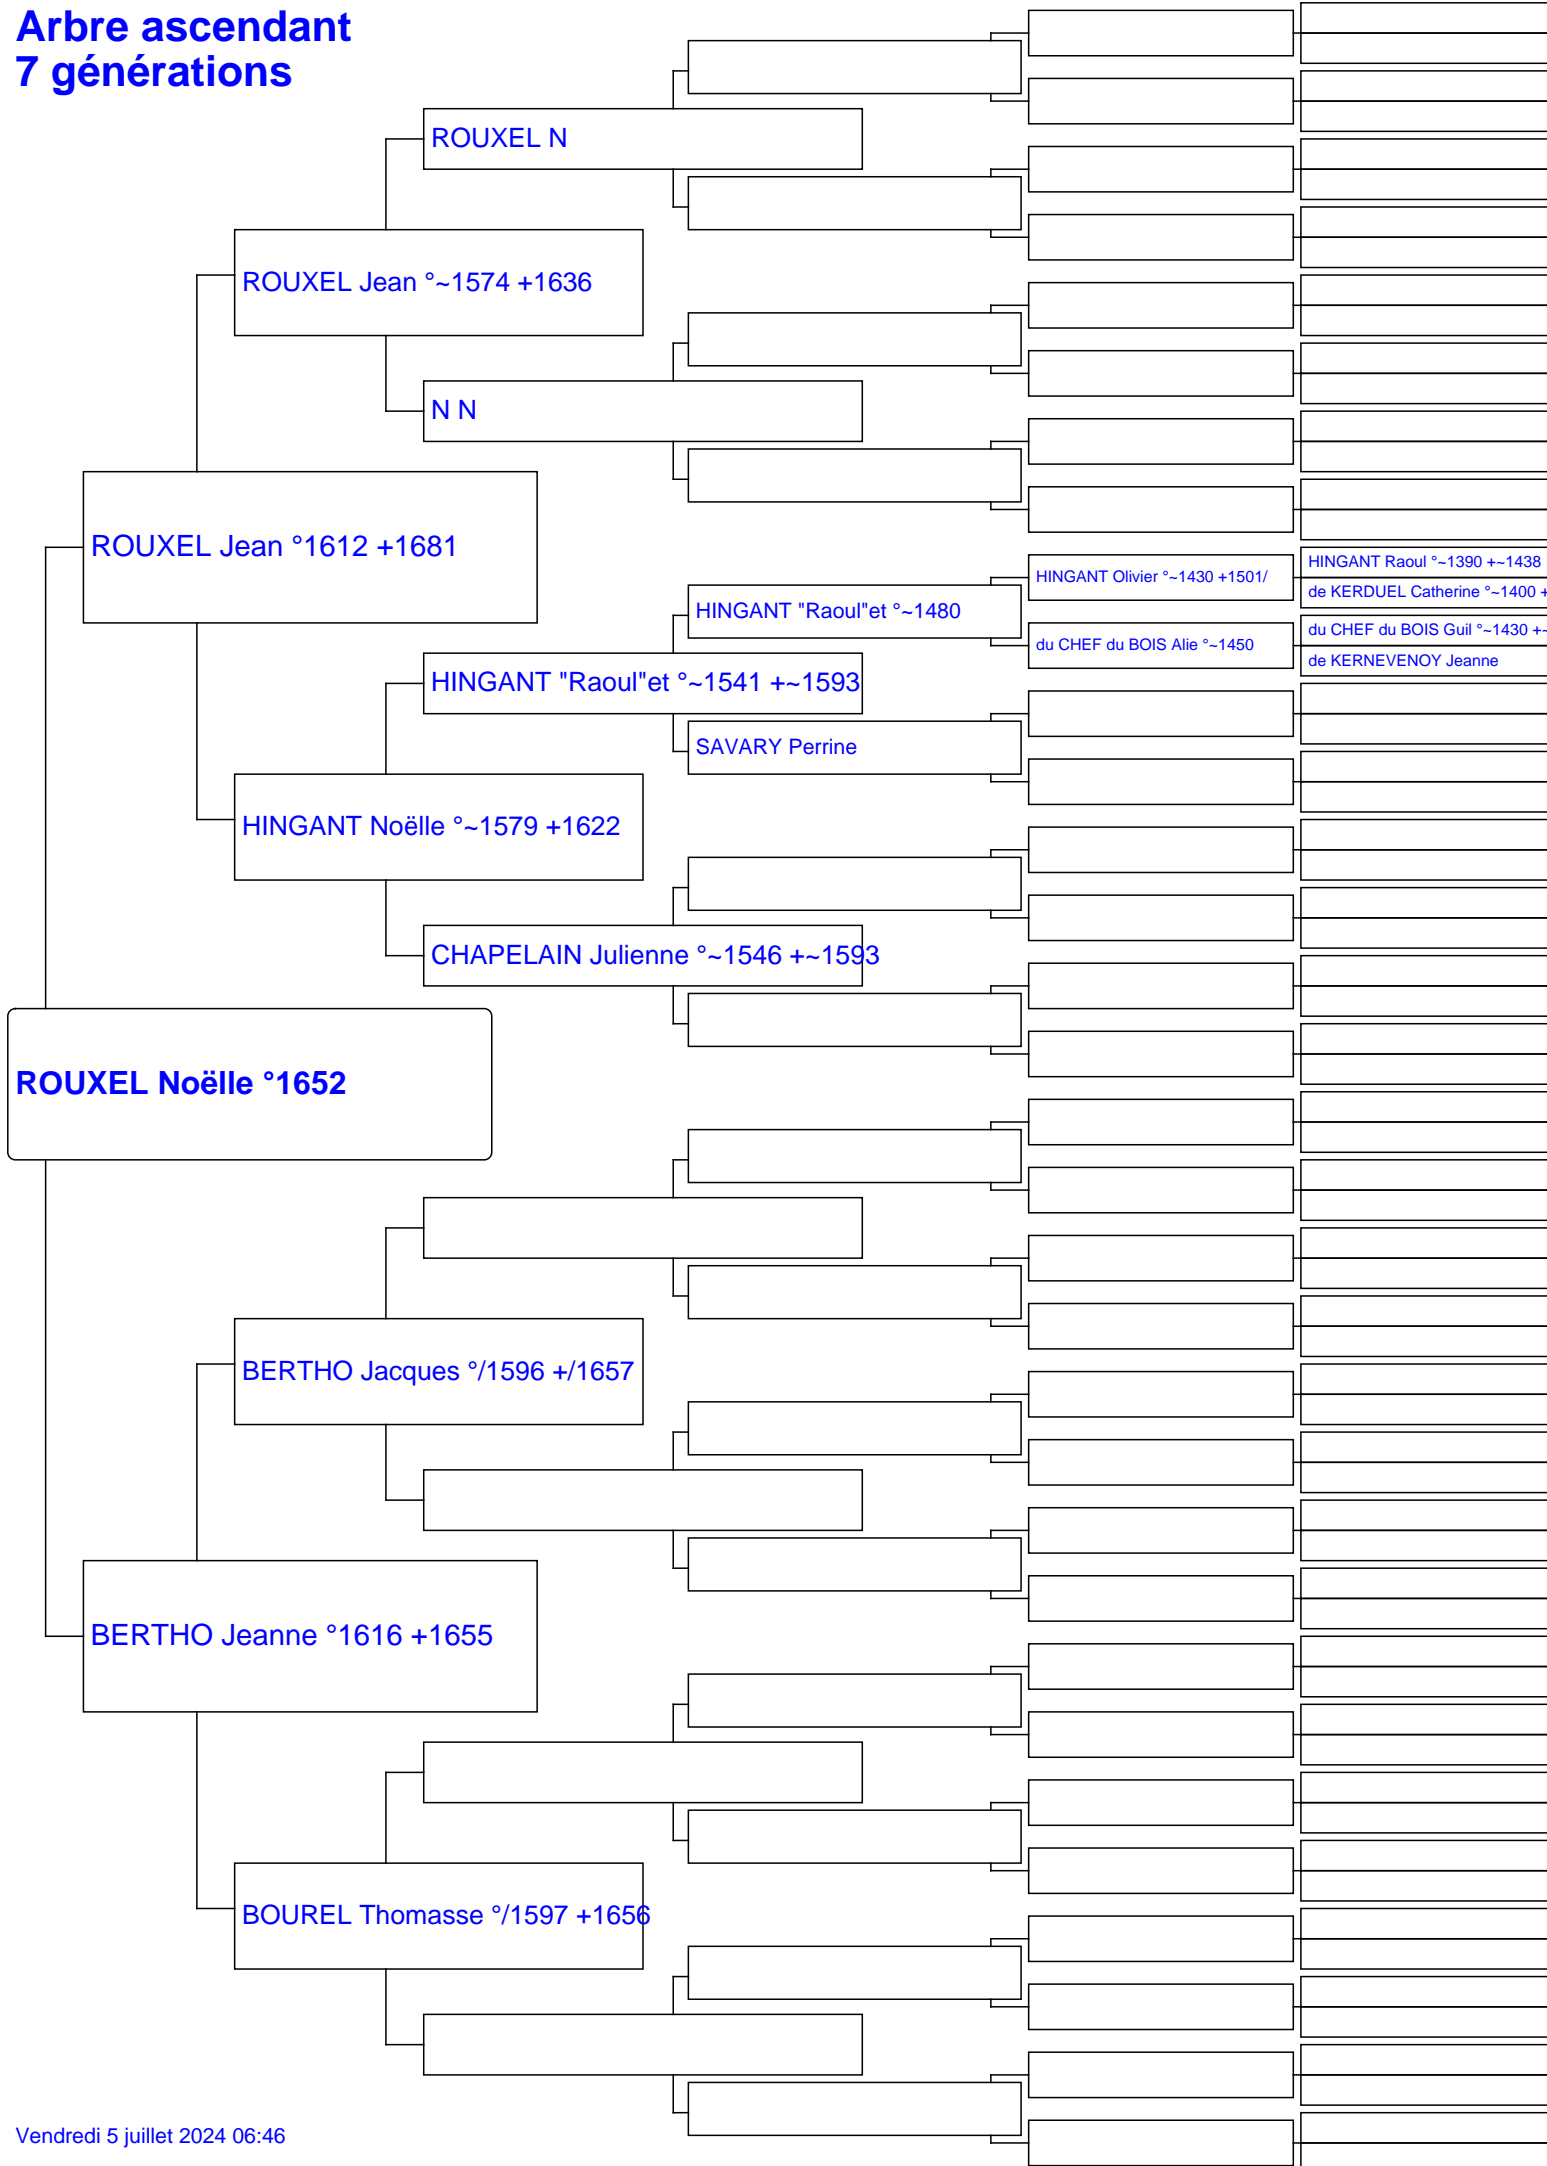 Arbre ascendant
7 générations
ROUXEL N
ROUXEL Jean °~1574 +1636
N N
ROUXEL Jean °1612 +1681
HINGANT Raoul °~1390 +~1438
HINGANT Olivier °~1430 +1501/
de KERDUEL Catherine °~1400 +
HINGANT "Raoul"et °~1480
du CHEF du BOIS Guil °~1430 +~
du CHEF du BOIS Alie °~1450
de KERNEVENOY Jeanne
HINGANT "Raoul"et °~1541 +~1593
SAVARY Perrine
HINGANT Noëlle °~1579 +1622
CHAPELAIN Julienne °~1546 +~1593
ROUXEL Noëlle °1652
BERTHO Jacques °/1596 +/1657
BERTHO Jeanne °1616 +1655
BOUREL Thomasse °/1597 +1656
Vendredi 5 juillet 2024 06:46